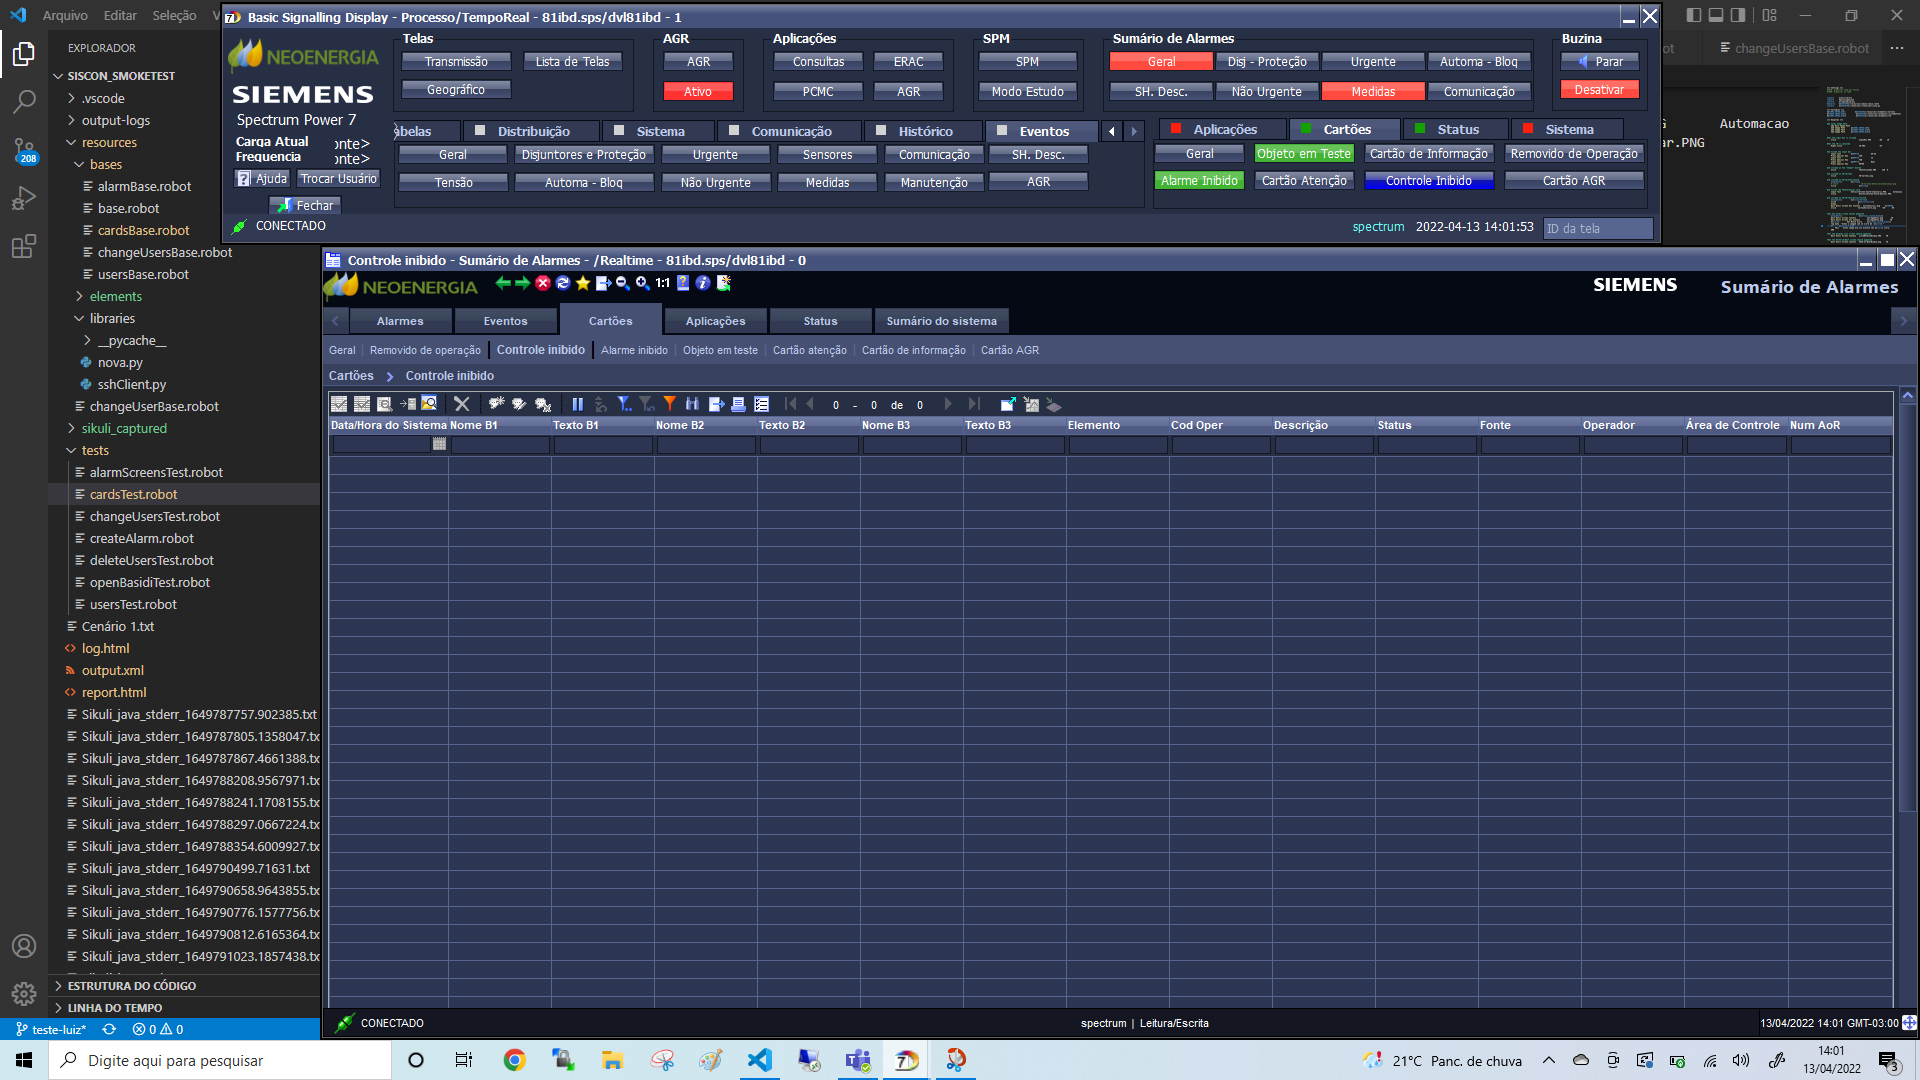 Arquivo Editar Seleção
Basic Signalling Display - Processo/TempoReal - 81ibd.sps/dvl81ibd - 1
changeUsersBase.robot
EXPLORADOR
SISCON_SMOKETEST
.vscode
output-logs
resources
bases
alarmBase.robot
base.robot
cardsBase.robot
changeUsersBase.robot
usersBase.robot
elements
libraries
__pycache__
nova.py
sshClient.py
changeUserBase.robot
sikuli_captured
tests
alarmScreensTest.robot
cardsTest.robot
changeUsersTest.robot
createAlarm.robot
deleteUsersTest.robot
openBasidiTest.robot
usersTest.robot
Cenário 1.txt
log.html
output.xml
report.html
Sikuli_java_stderr_1649787757.902385.txt
Sikuli_java_stderr_1649787805.1358047.tx
Sikuli_java_stderr_1649787867.4661388.tx
Sikuli_java_stderr_1649788208.9567971.tx
Sikuli_java_stderr_1649788241.1708155.tx
Sikuli_java_stderr_1649788297.0667224.tx
Sikuli_java_stderr_1649788354.6009927.tx
Sikuli_java_stderr_1649790499.71631.txt
Sikuli_java_stderr_1649790658.9643855.tx
Sikuli_java_stderr_1649790776.1577756.tx
Sikuli_java_stderr_1649790812.6165364.tx
Sikuli_java_stderr_1649791023.1857438.tx
ESTRUTURA DO CÓDIGO
LINHA DO TEMPO
208
teste-luiz* 0 0
NEOENERGIA
SIEMENS
Spectrum Power 7
Carga Atual onte>
Frequencia onte>
Ajuda Trocar Usuário
Fechar
CONECTADO
Telas
Transmissão Lista de Telas
Geográfico
AGR
AGR
Ativo
Aplicações
Consultas ERAC
PCMC AGR
SPM
SPM
Modo Estudo
Sumário de Alarmes
Geral Disj - Proteção Urgente Automa - Bloq
SH. Desc. Não Urgente Medidas Comunicação
Buzina
Parar
Desativar
abelas Distribuição Sistema Comunicação Histórico Eventos
Geral Disjuntores e Proteção Urgente Sensores Comunicação SH. Desc.
Tensão Automa - Bloq Não Urgente Medidas Manutenção AGR
Aplicações Cartões Status Sistema
Geral Objeto em Teste Cartão de Informação Removido de Operação
Alarme Inibido Cartão Atenção Controle Inibido Cartão AGR
spectrum 2022-04-13 14:01:53 ID da tela
Automacao
ar.PNG
Controle inibido - Sumário de Alarmes - /Realtime - 81ibd.sps/dvl81ibd - 0
NEOENERGIA 1:1 SIEMENS Sumário de Alarmes
Alarmes Eventos Cartões Aplicações Status Sumário do sistema
Geral Removido de operação Controle inibido Alarme inibido Objeto em teste Cartão atenção Cartão de informação Cartão AGR
Cartões Controle inibido
0 - 0 de 0
Data/Hora do Sistema Nome B1 Texto B1 Nome B2 Texto B2 Nome B3 Texto B3 Elemento Cod Oper Descrição Status Fonte Operador Área de Controle Num AoR
CONECTADO spectrum | Leitura/Escrita 13/04/2022 14:01 GMT-03:00
Digite aqui para pesquisar
21°C Panc. de chuva
14:01
13/04/2022
3